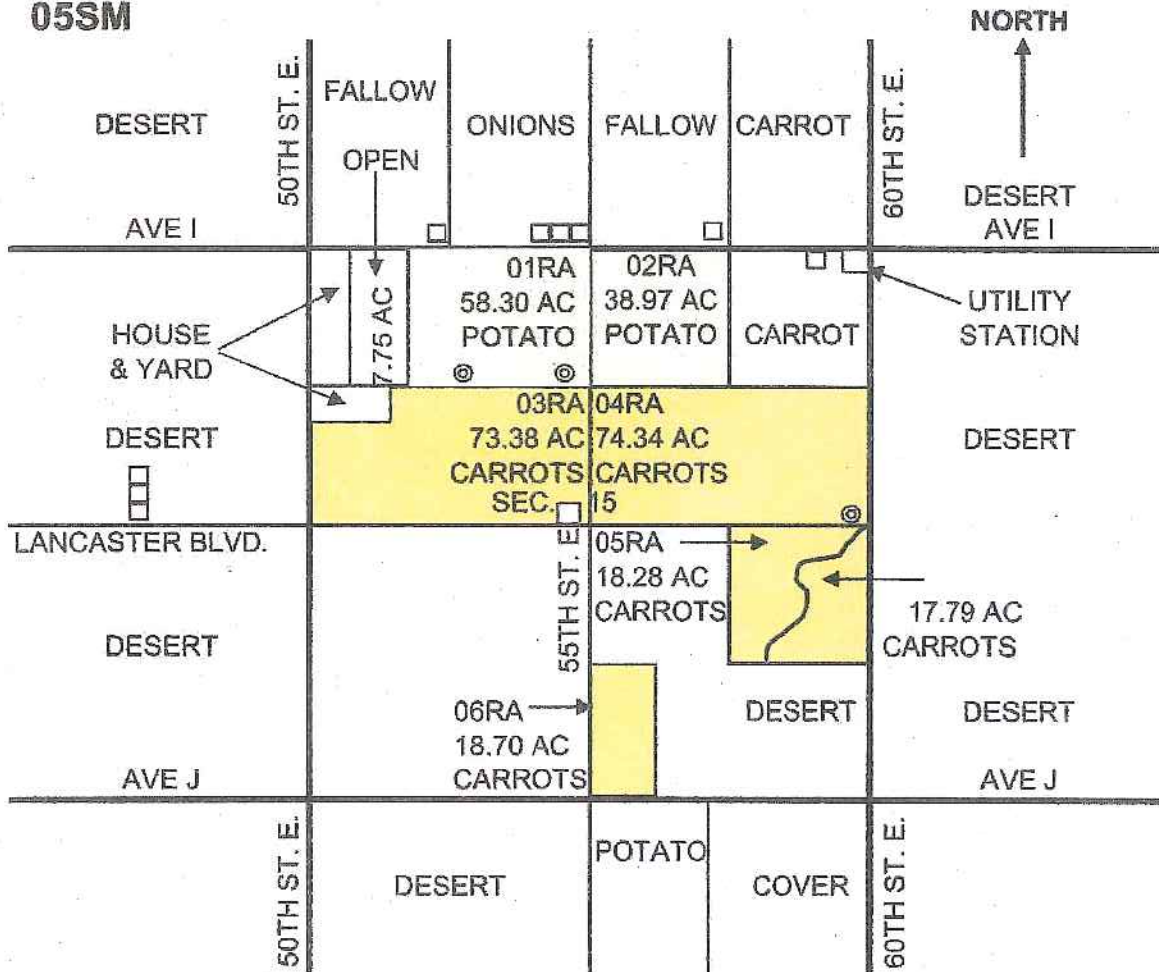 05SM
NORTH
50TH ST. E.
60TH ST. E.
DESERT
FALLOW
ONIONS
FALLOW
CARROT
OPEN
DESERT
AVE I
AVE I
01RA
58.30 AC
POTATO
02RA
38.97 AC
POTATO
7.75 AC
HOUSE
& YARD
CARROT
UTILITY
STATION
DESERT
03RA
73.38 AC
CARROTS
04RA
74.34 AC
CARROTS
SEC. 15
DESERT
LANCASTER BLVD.
55TH ST. E
05RA
18.28 AC
CARROTS
17.79 AC
CARROTS
DESERT
06RA
18.70 AC
CARROTS
DESERT
DESERT
AVE J
AVE J
50TH ST. E.
DESERT
POTATO
COVER
60TH ST. E.